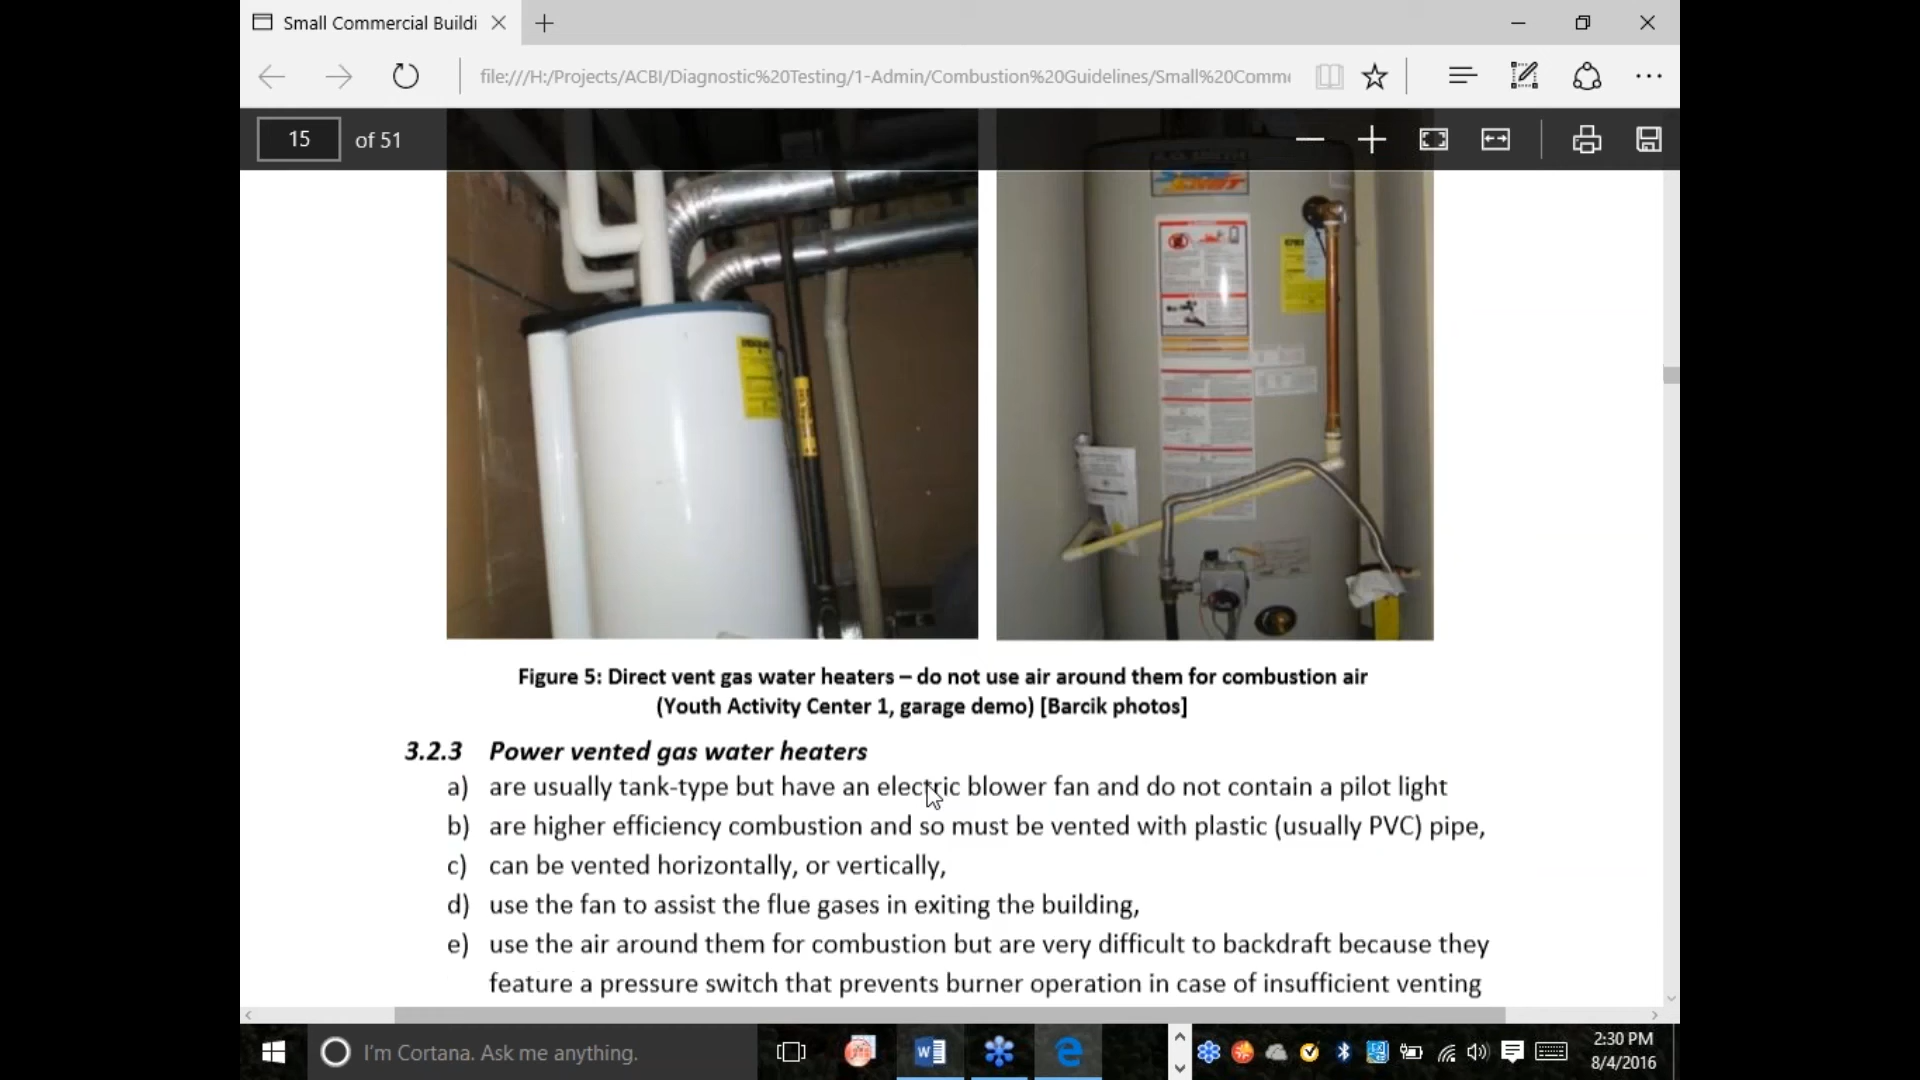 Small Commercial Buildi
file:///H:/Projects/ACBI/Diagnostic%20Testing/1-Admin/Combustion%20Guidelines/Small%20Comme
15 of 51
Figure 5: Direct vent gas water heaters – do not use air around them for combustion air
(Youth Activity Center 1, garage demo) [Barcik photos]
3.2.3 Power vented gas water heaters
a) are usually tank-type but have an electric blower fan and do not contain a pilot light
b) are higher efficiency combustion and so must be vented with plastic (usually PVC) pipe,
c) can be vented horizontally, or vertically,
d) use the fan to assist the flue gases in exiting the building,
e) use the air around them for combustion but are very difficult to backdraft because they
feature a pressure switch that prevents burner operation in case of insufficient venting
I'm Cortana. Ask me anything.
2:30 PM
8/4/2016